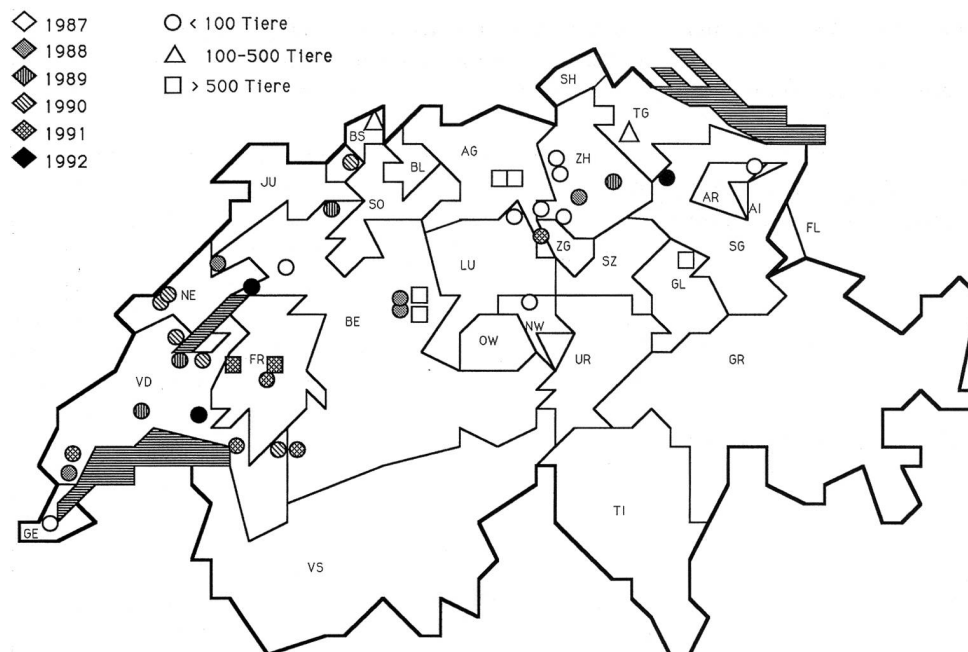 1987
1988
1989
1990
1991
1992
< 100 Tiere
100-500 Tiere
> 500 Tiere
SH
TG
BS
BL
AG
ZH
JU
SO
AR
AI
FL
SG
ZG
SZ
LU
GL
NE
BE
NW
OW
UR
GR
FR
VD
TI
GE
VS